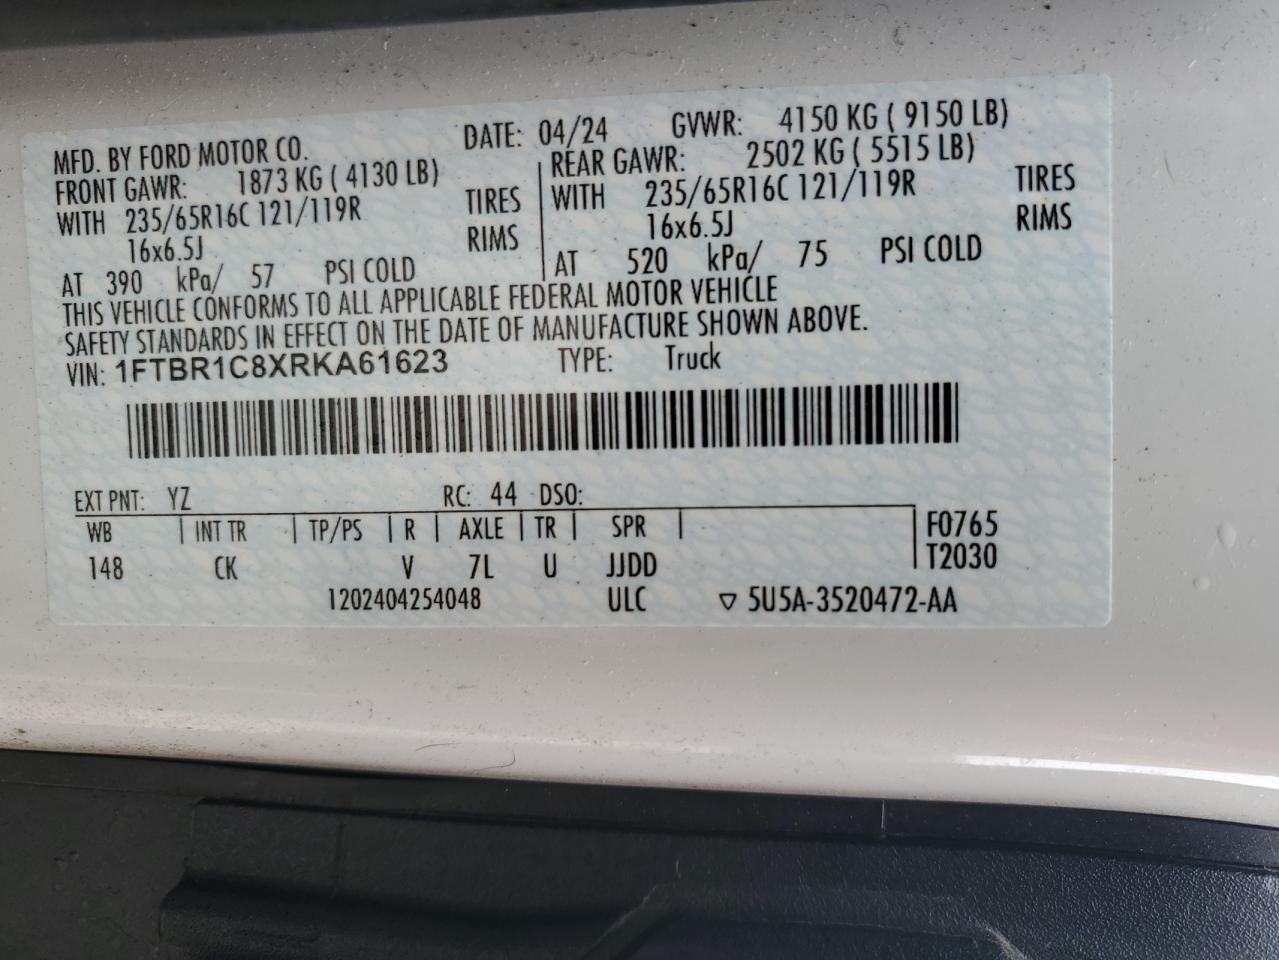 MFD. BY FORD MOTOR CO. DATE: 04/24 GVWR: 4150 KG ( 9150 LB)
FRONT GAWR: 1873 KG ( 4130 LB) REAR GAWR: 2502 KG ( 5515 LB)
WITH 235/65R16C 121/119R TIRES WITH 235/65R16C 121/119R TIRES
16x6.5J RIMS 16x6.5J RIMS
AT 390 kPa/ 57 PSI COLD AT 520 kPa/ 75 PSI COLD
THIS VEHICLE CONFORMS TO ALL APPLICABLE FEDERAL MOTOR VEHICLE
SAFETY STANDARDS IN EFFECT ON THE DATE OF MANUFACTURE SHOWN ABOVE.
VIN: 1FTBR1C8XRKA61623 TYPE: Truck
EXT PNT: YZ RC: 44 DSO:
WB INT TR TP/PS R AXLE TR SPR F0765
148 CK V 7L U JJDD T2030
1202404254048 ULC ▽ 5U5A-3520472-AA